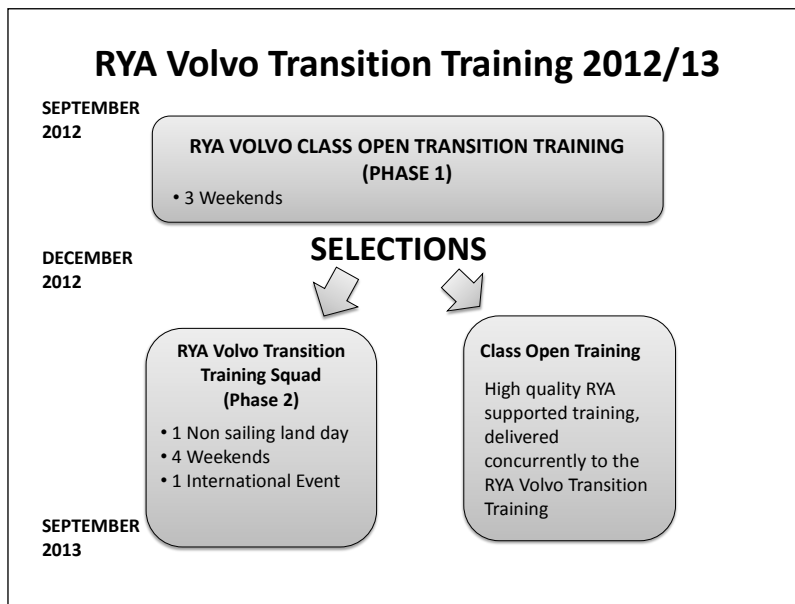 RYA Volvo Transition Training 2012/13
SEPTEMBER
2012
RYA VOLVO CLASS OPEN TRANSITION TRAINING
(PHASE 1)
• 3 Weekends
SELECTIONS
DECEMBER
2012
RYA Volvo Transition
Training Squad
(Phase 2)
• 1 Non sailing land day
• 4 Weekends
• 1 International Event
Class Open Training
High quality RYA
supported training,
delivered
concurrently to the
RYA Volvo Transition
Training
SEPTEMBER
2013